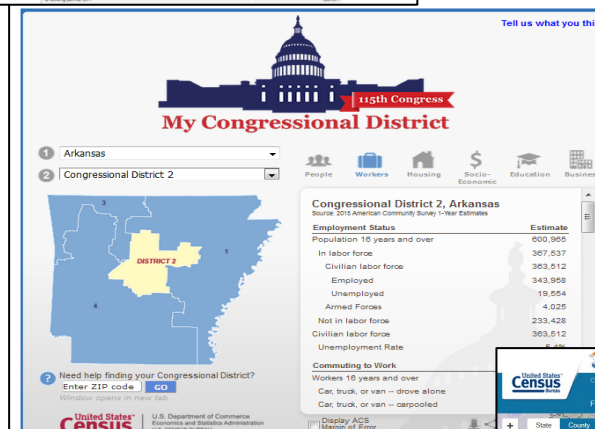 Tell us what you thi
115th Congress
My Congressional District
1 Arkansas
2 Congressional District 2
People Workers Housing Socio-Economic Education Busines
3
1
DISTRICT 2
4
Congressional District 2, Arkansas
Source: 2015 American Community Survey 1-Year Estimates
Employment Status Estimate
Population 16 years and over 600,965
In labor force 367,537
Civilian labor force 363,512
Employed 343,958
Unemployed 19,554
Armed Forces 4,025
Not in labor force 233,428
Civilian labor force 363,512
Unemployment Rate 5.4%
Commuting to Work
Workers 16 years and over
Car, truck, or van -- drove alone
Car, truck, or van -- carpooled
? Need help finding your Congressional District?
Enter ZIP code GO
Window opens in new tab.
United States™
Census
U.S. Department of Commerce
Economics and Statistics Administration
U.S. CENSUS BUREAU
Display ACS
Margin of Error
United States™
Census
Bureau
+ State County